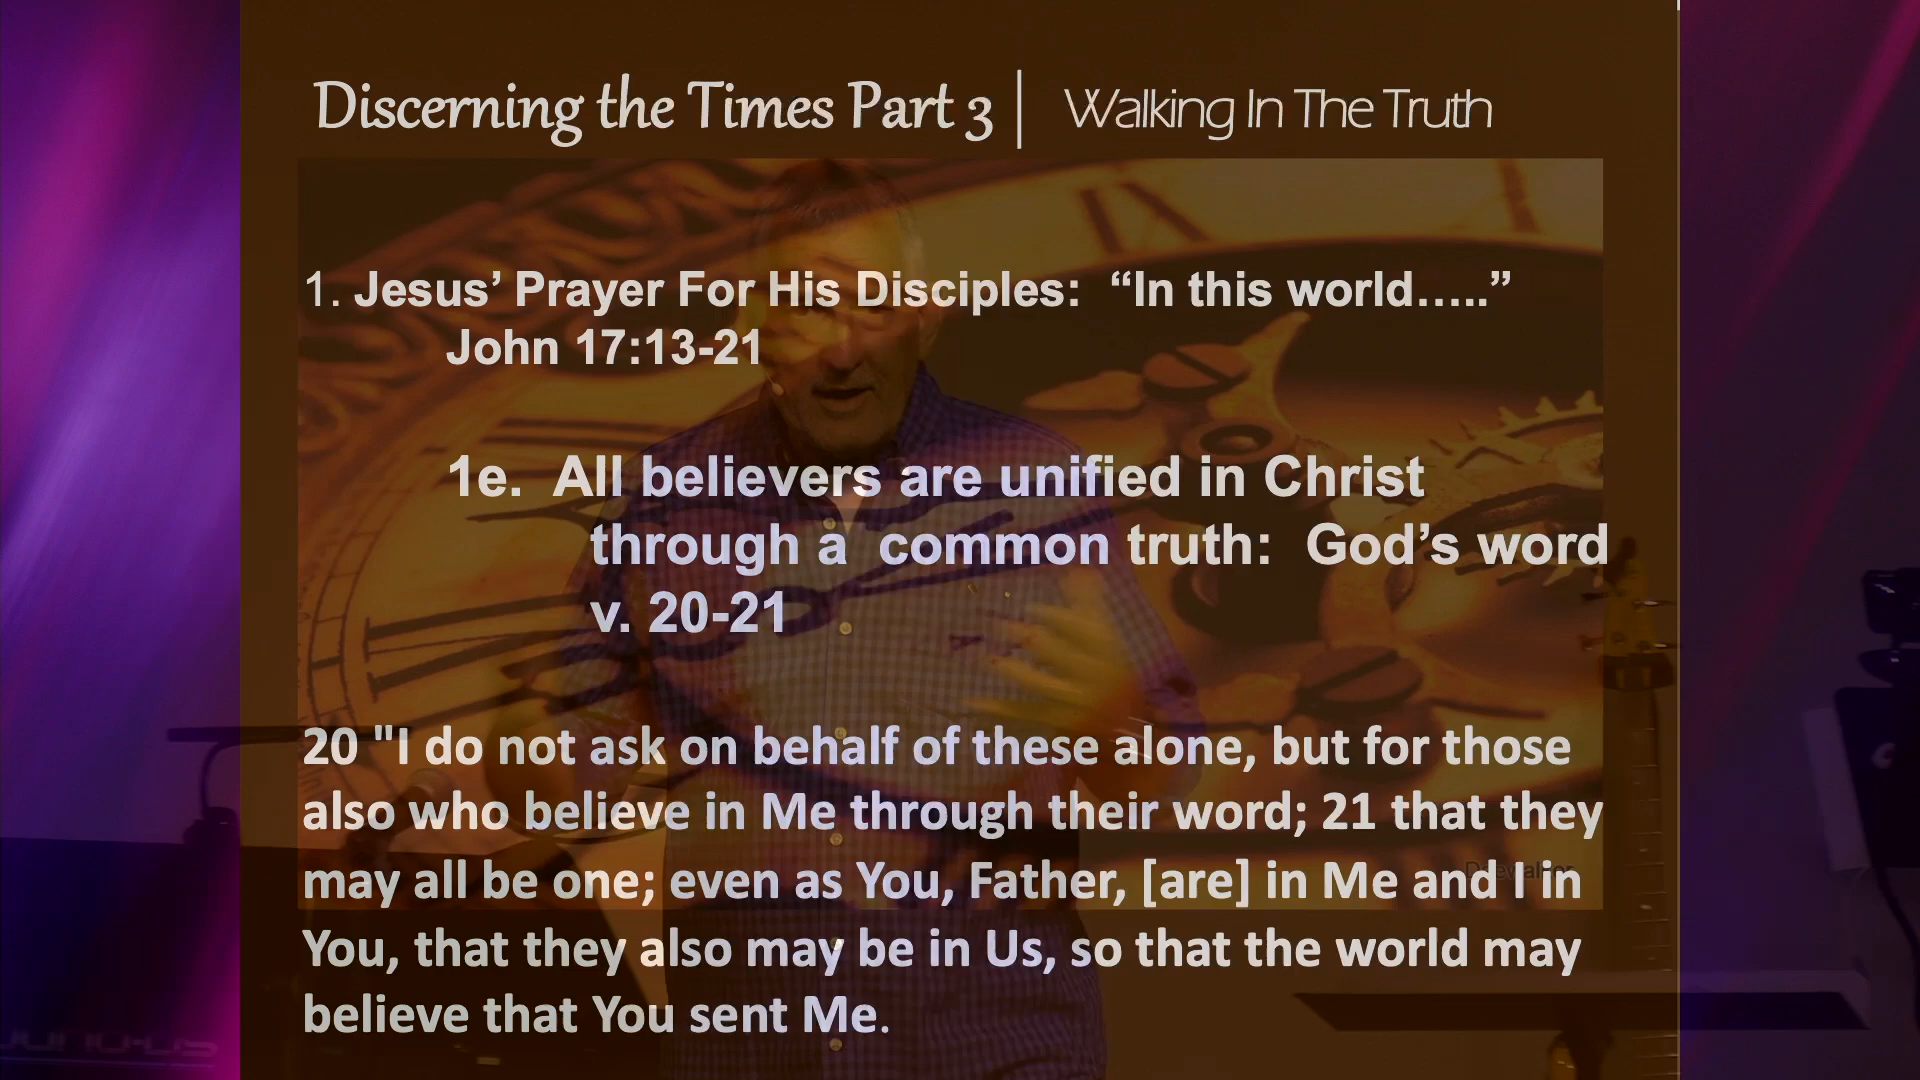 Discerning the Times Part 3 | Walking In The Truth
1. Jesus’ Prayer For His Disciples:  “In this world…..”
John 17:13-21
1e.  All believers are unified in Christ
through a  common truth:  God’s word
v. 20-21
20 "I do not ask on behalf of these alone, but for those
also who believe in Me through their word; 21 that they
may all be one; even as You, Father, [are] in Me and I in
You, that they also may be in Us, so that the world may
believe that You sent Me.